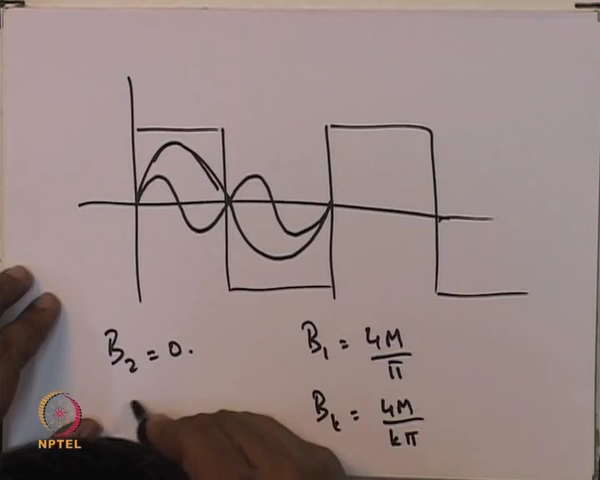 B₂ = 0.
B₁ = 4M/π
Bₖ = 4M/kπ
NPTEL